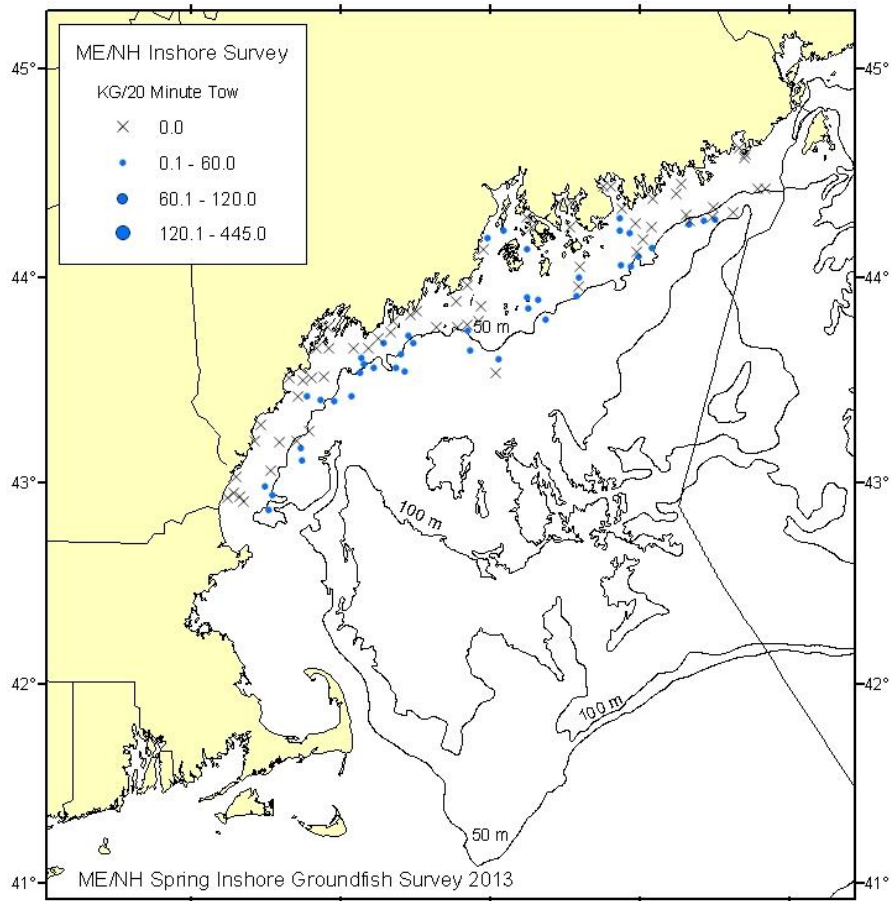 ME/NH Inshore Survey
KG/20 Minute Tow
0.0
0.1 - 60.0
60.1 - 120.0
120.1 - 445.0
45°
45°
44°
44°
50 m
43°
43°
100 m
42°
42°
100 m
50 m
ME/NH Spring Inshore Groundfish Survey 2013
41°
41°